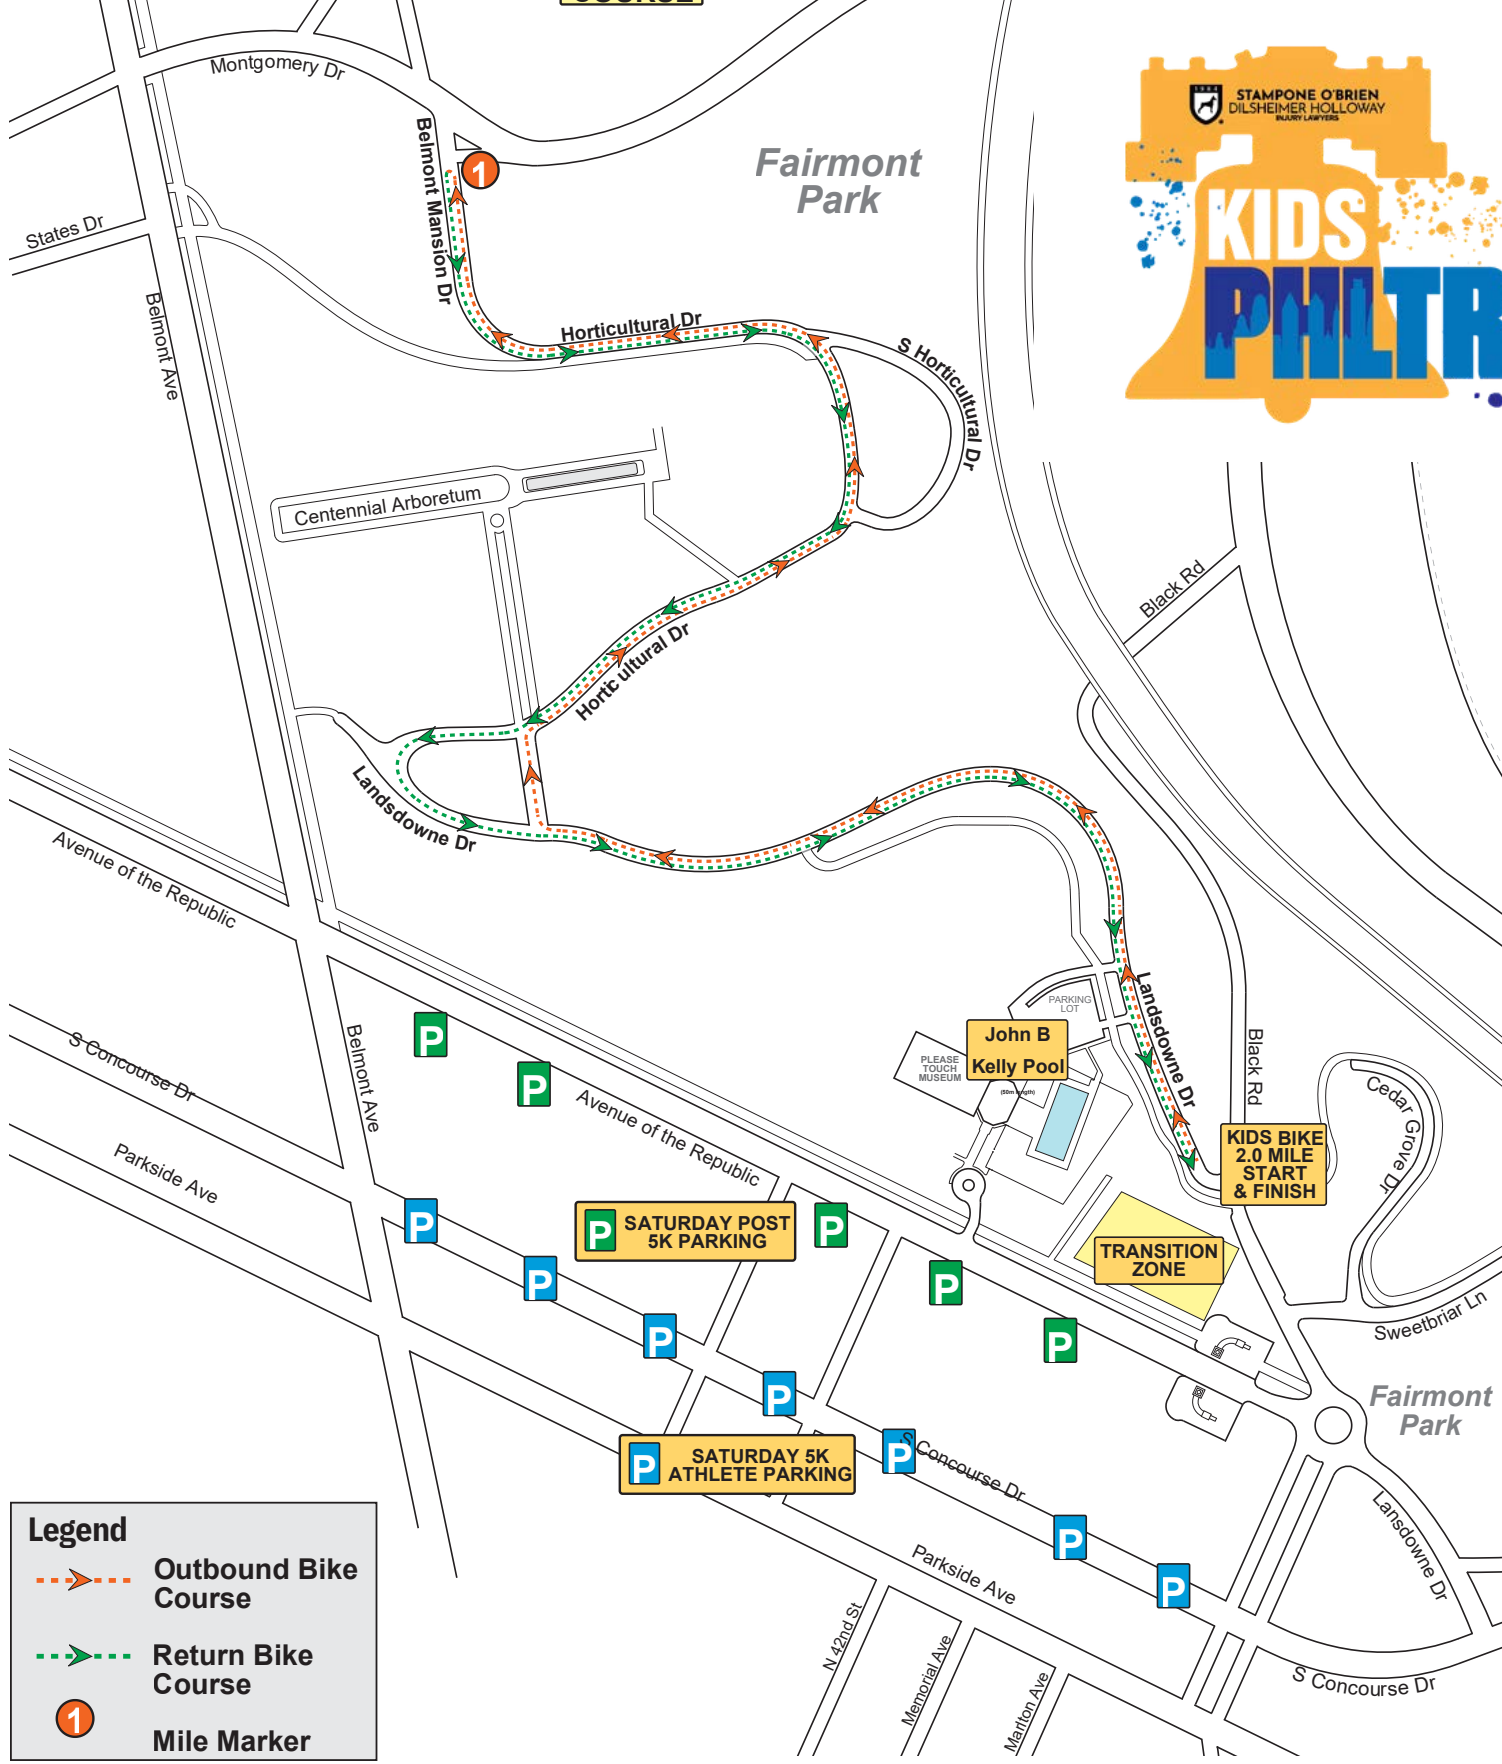 COURSE
Montgomery Dr
STAMPONE O'BRIEN
DILSHEIMER HOLLOWAY
INJURY LAWYERS
KIDS
PHLTR
Belmont Mansion Dr
1
Fairmont
Park
States Dr
Belmont Ave
Horticultural Dr
S Horticultural Dr
Centennial Arboretum
Black Rd
Horticultural Dr
Landsdowne Dr
Avenue of the Republic
PARKING
LOT
Landsdowne Dr
John B
Kelly Pool
(50m length)
PLEASE
TOUCH
MUSEUM
S Concourse Dr
Belmont Ave
P
P
Avenue of the Republic
Black Rd
Cedar Grove Dr
KIDS BIKE
2.0 MILE
START
& FINISH
Parkside Ave
P
P SATURDAY POST
5K PARKING
P
TRANSITION
ZONE
P
P
P
P
Sweetbriar Ln
P
Fairmont
Park
P
P SATURDAY 5K
ATHLETE PARKING
S Concourse Dr
P
P
Parkside Ave
Lansdowne Dr
N 42nd St
Memorial Ave
Marlton Ave
S Concourse Dr
Legend
Outbound Bike
Course
Return Bike
Course
1
Mile Marker